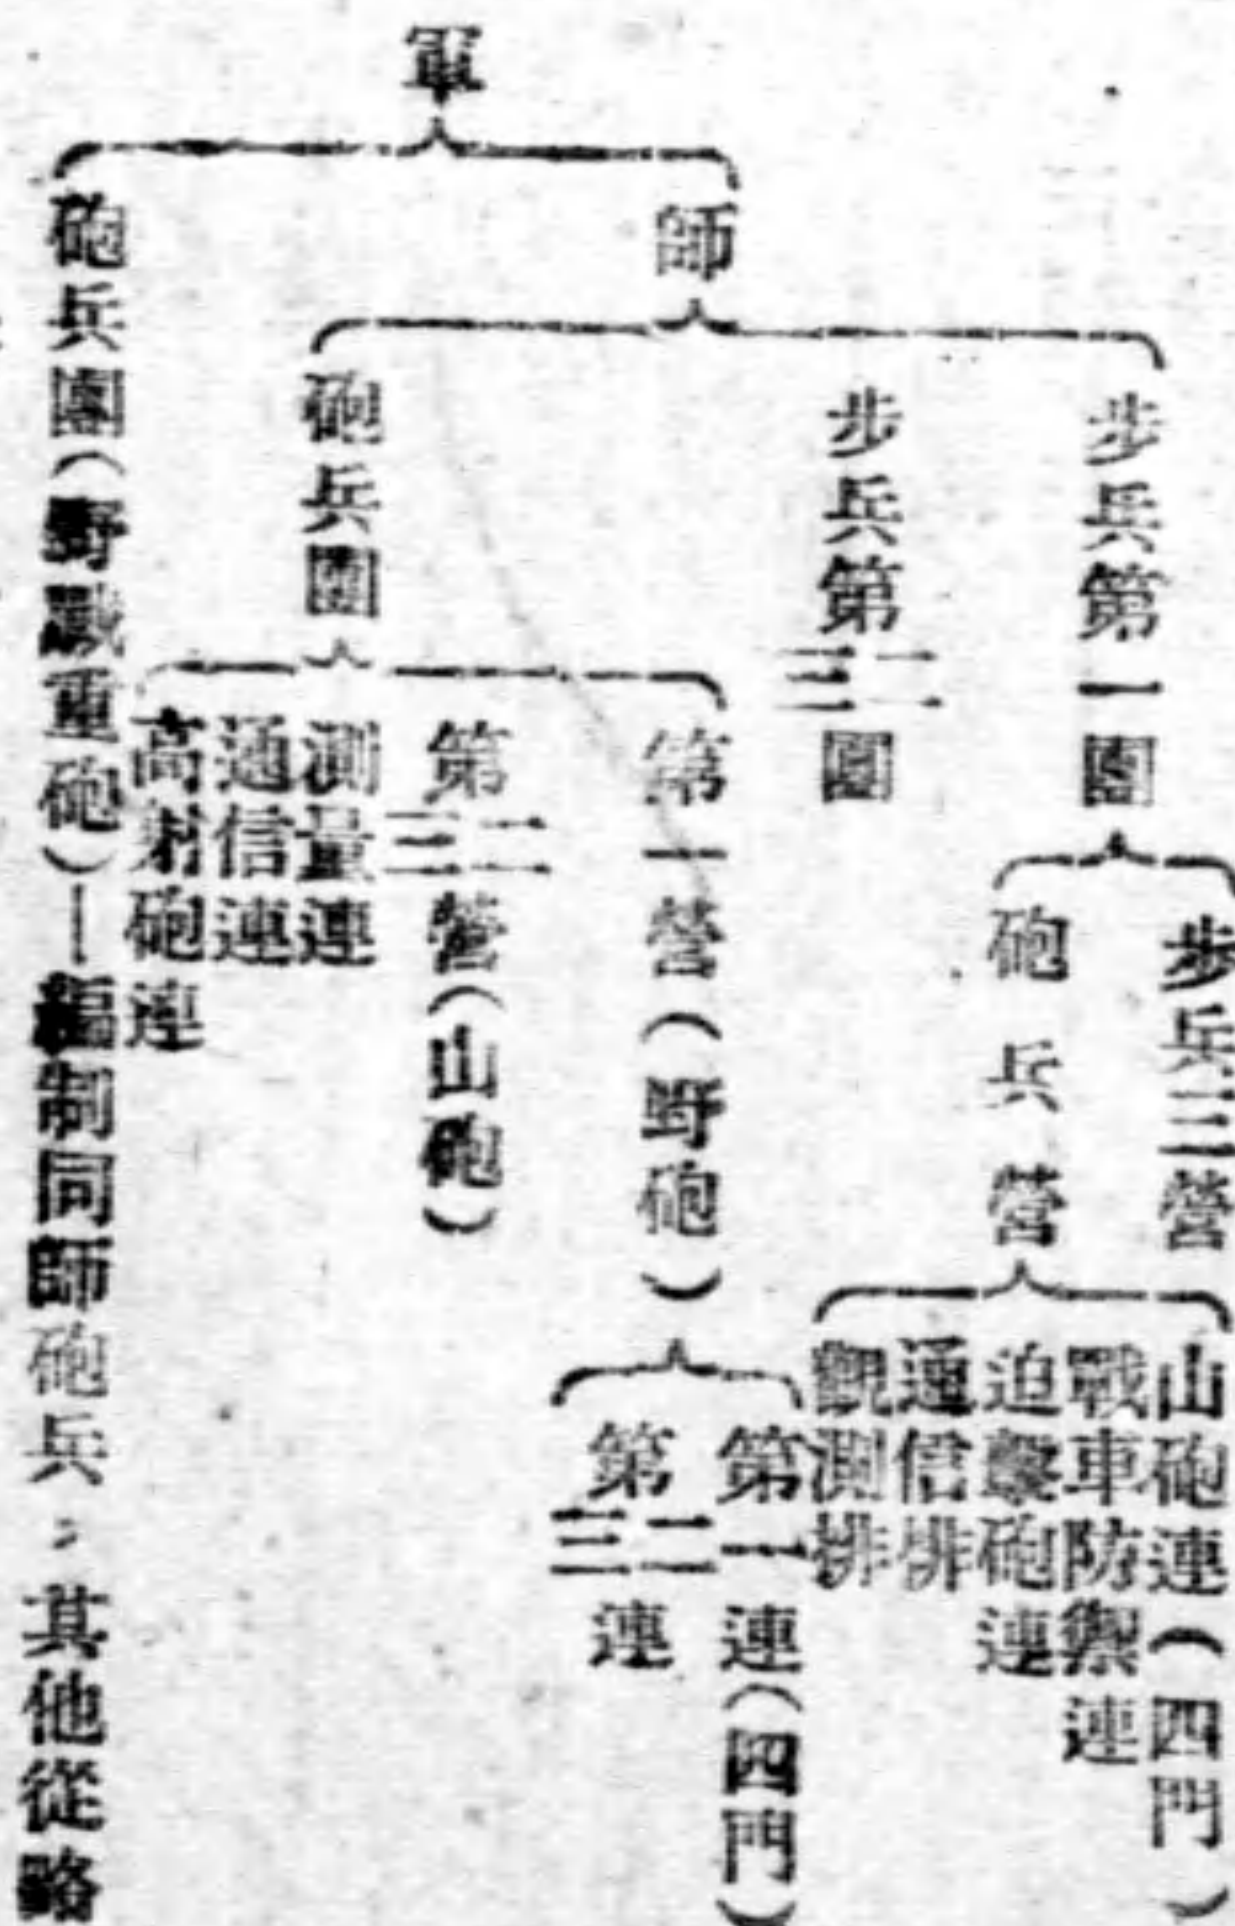 軍
師
步兵第一團
步兵三營
砲兵營
山砲連（四門）
戰車防禦連
迫擊砲連
通信排
觀測排
步兵第二三團
砲兵團
第一營（野砲）
第一連（四門）
第二三連
第二三營（山砲）
測量連
通信連
高射砲連
砲兵團（野戰重砲）—編制同師砲兵；其他從略